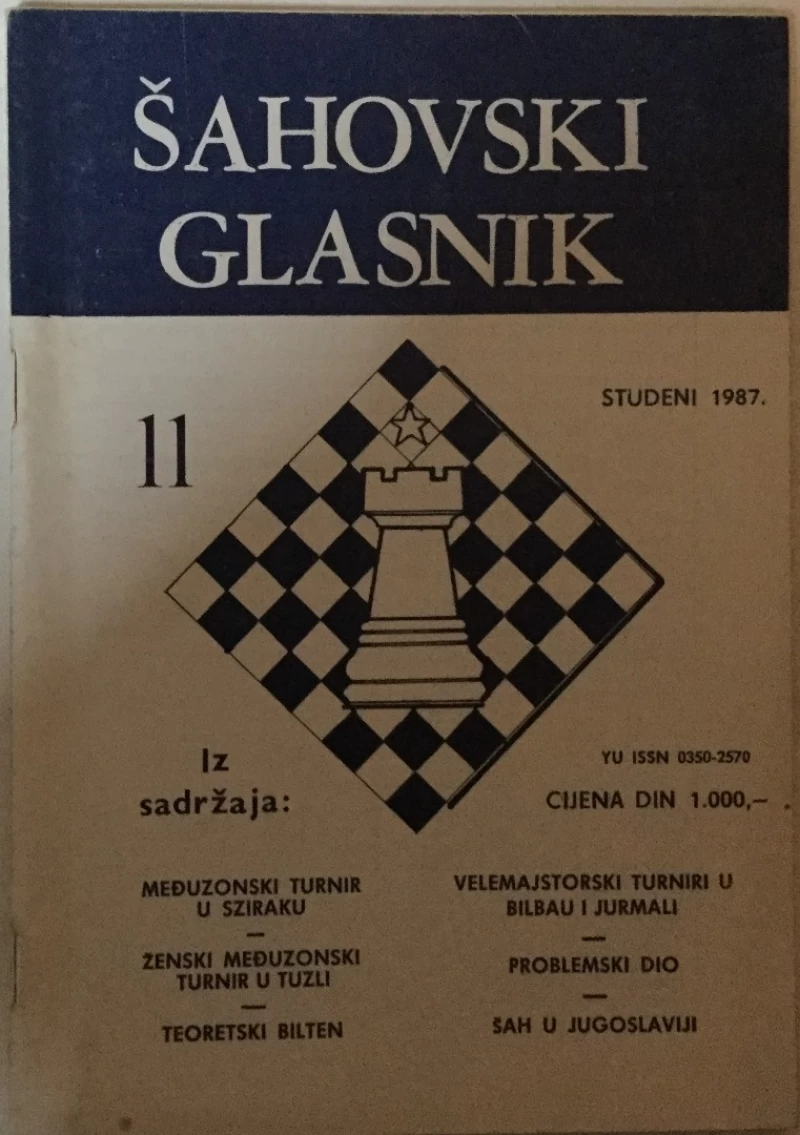 ŠAHOVSKI
GLASNIK
STUDENI 1987.
11
Iz
sadržaja:
YU ISSN 0350-2570
CIJENA DIN 1.000,–
MEĐUZONSKI TURNIR
U SZIRAKU
—
ŽENSKI MEĐUZONSKI
TURNIR U TUZLI
—
TEORETSKI BILTEN
VELEMAJSTORSKI TURNIRI U
BILBAU I JURMALI
—
PROBLEMSKI DIO
—
ŠAH U JUGOSLAVIJI